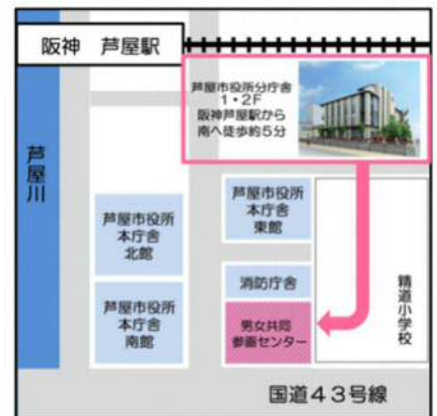 阪神 芦屋駅
芦屋市役所分庁舎
1・2F
阪神芦屋駅から
南へ徒歩約5分
芦屋川
芦屋市役所
本庁舎
北館
芦屋市役所
本庁舎
東館
芦屋市役所
本庁舎
南館
消防庁舎
男女共同
参画センター
精道小学校
国道43号線